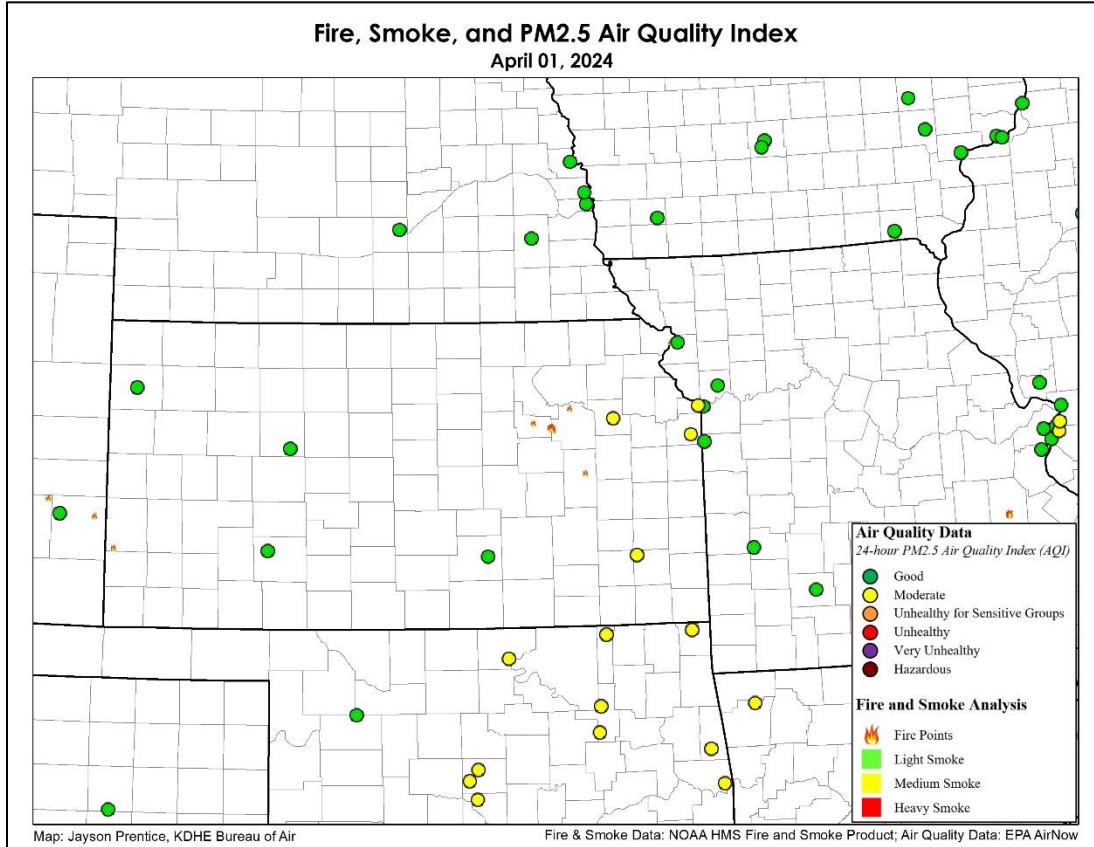 Fire, Smoke, and PM2.5 Air Quality Index
April 01, 2024
Air Quality Data
24-hour PM2.5 Air Quality Index (AQI)
Good
Moderate
Unhealthy for Sensitive Groups
Unhealthy
Very Unhealthy
Hazardous
Fire and Smoke Analysis
Fire Points
Light Smoke
Medium Smoke
Heavy Smoke
Map: Jayson Prentice, KDHE Bureau of Air
Fire & Smoke Data: NOAA HMS Fire and Smoke Product; Air Quality Data: EPA AirNow